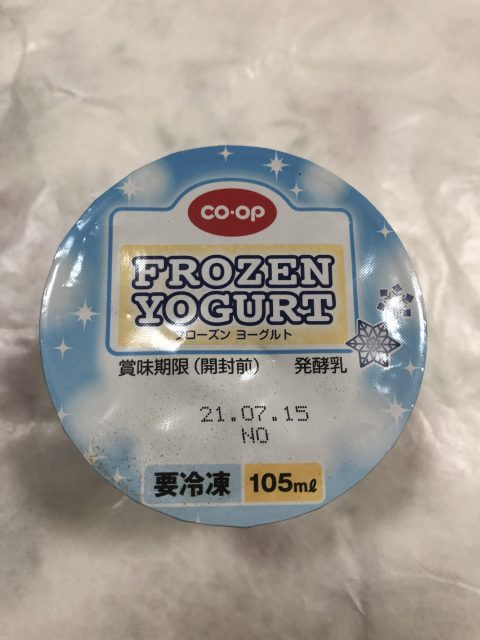 CO・OP
FROZEN
YOGURT
フローズン ヨーグルト
賞味期限(開封前) 発酵乳
21.07.15
NO
要冷凍 105mℓ